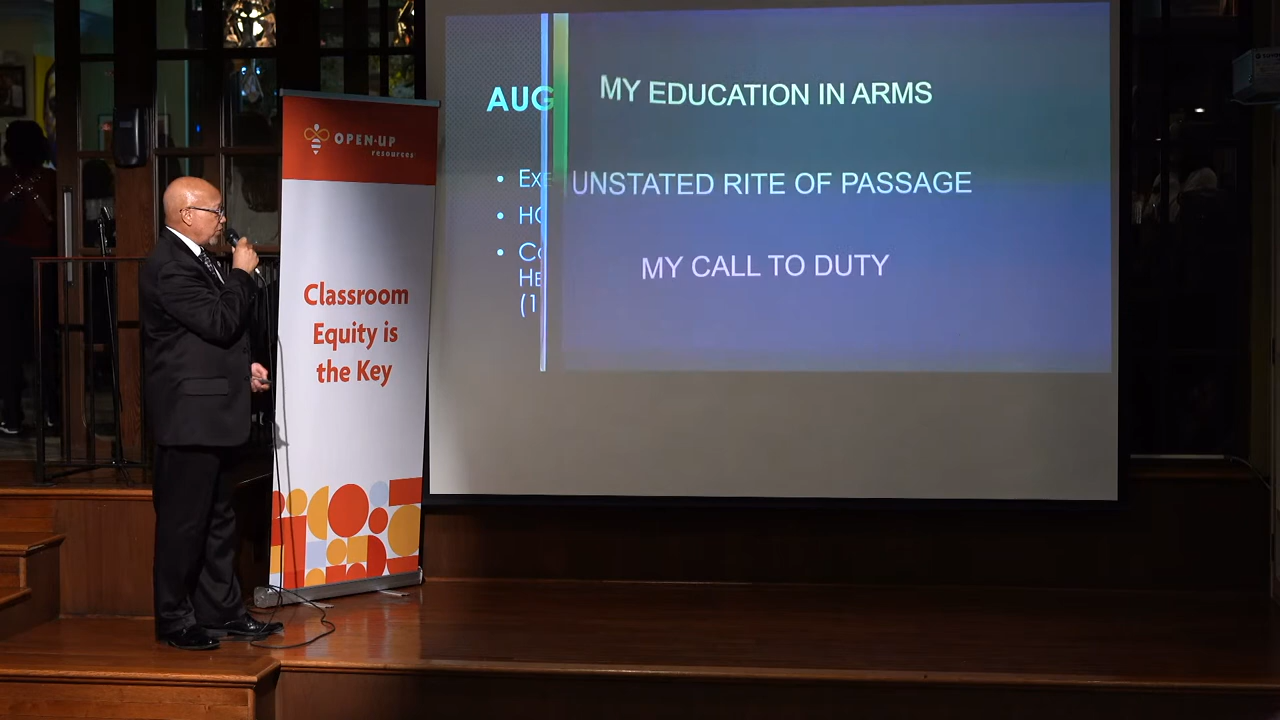 OPEN-UP
resources
Classroom
Equity is
the Key
AUG
MY EDUCATION IN ARMS
UNSTATED RITE OF PASSAGE
MY CALL TO DUTY